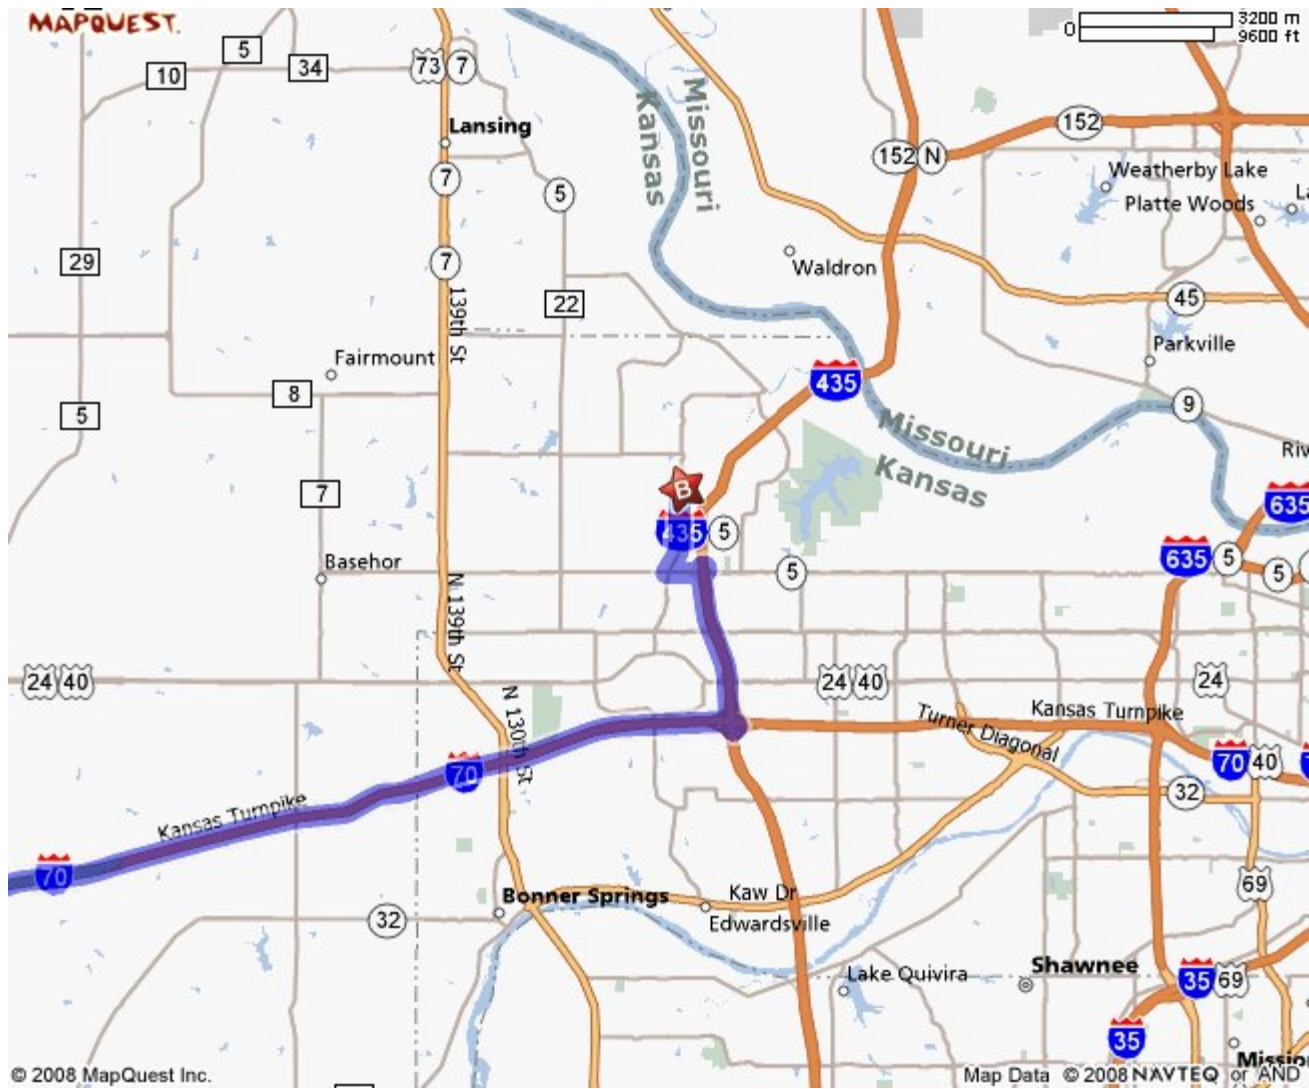 MAPQUEST.
3200 m
0
9600 ft
5
10
34
73
7
Lansing
Kansas
Missouri
152
152
N
Weatherby Lake
Platte Woods
La
7
5
29
7
Waldron
22
45
139th St
Fairmount
Parkville
435
8
9
5
Missouri
Kansas
Riv
7
B
635
435
5
635
5
5
Basehor
5
N 139th St
24
40
24
40
24
N 130th St
Kansas Turnpike
Turner Diagonal
70
70
40
32
Kansas Turnpike
70
69
Bonner Springs
Kaw Dr
32
Edwardsville
Lake Quivira
Shawnee
35
69
35
Mission
© 2008 MapQuest Inc.
Map Data © 2008 NAVTEQ or AND